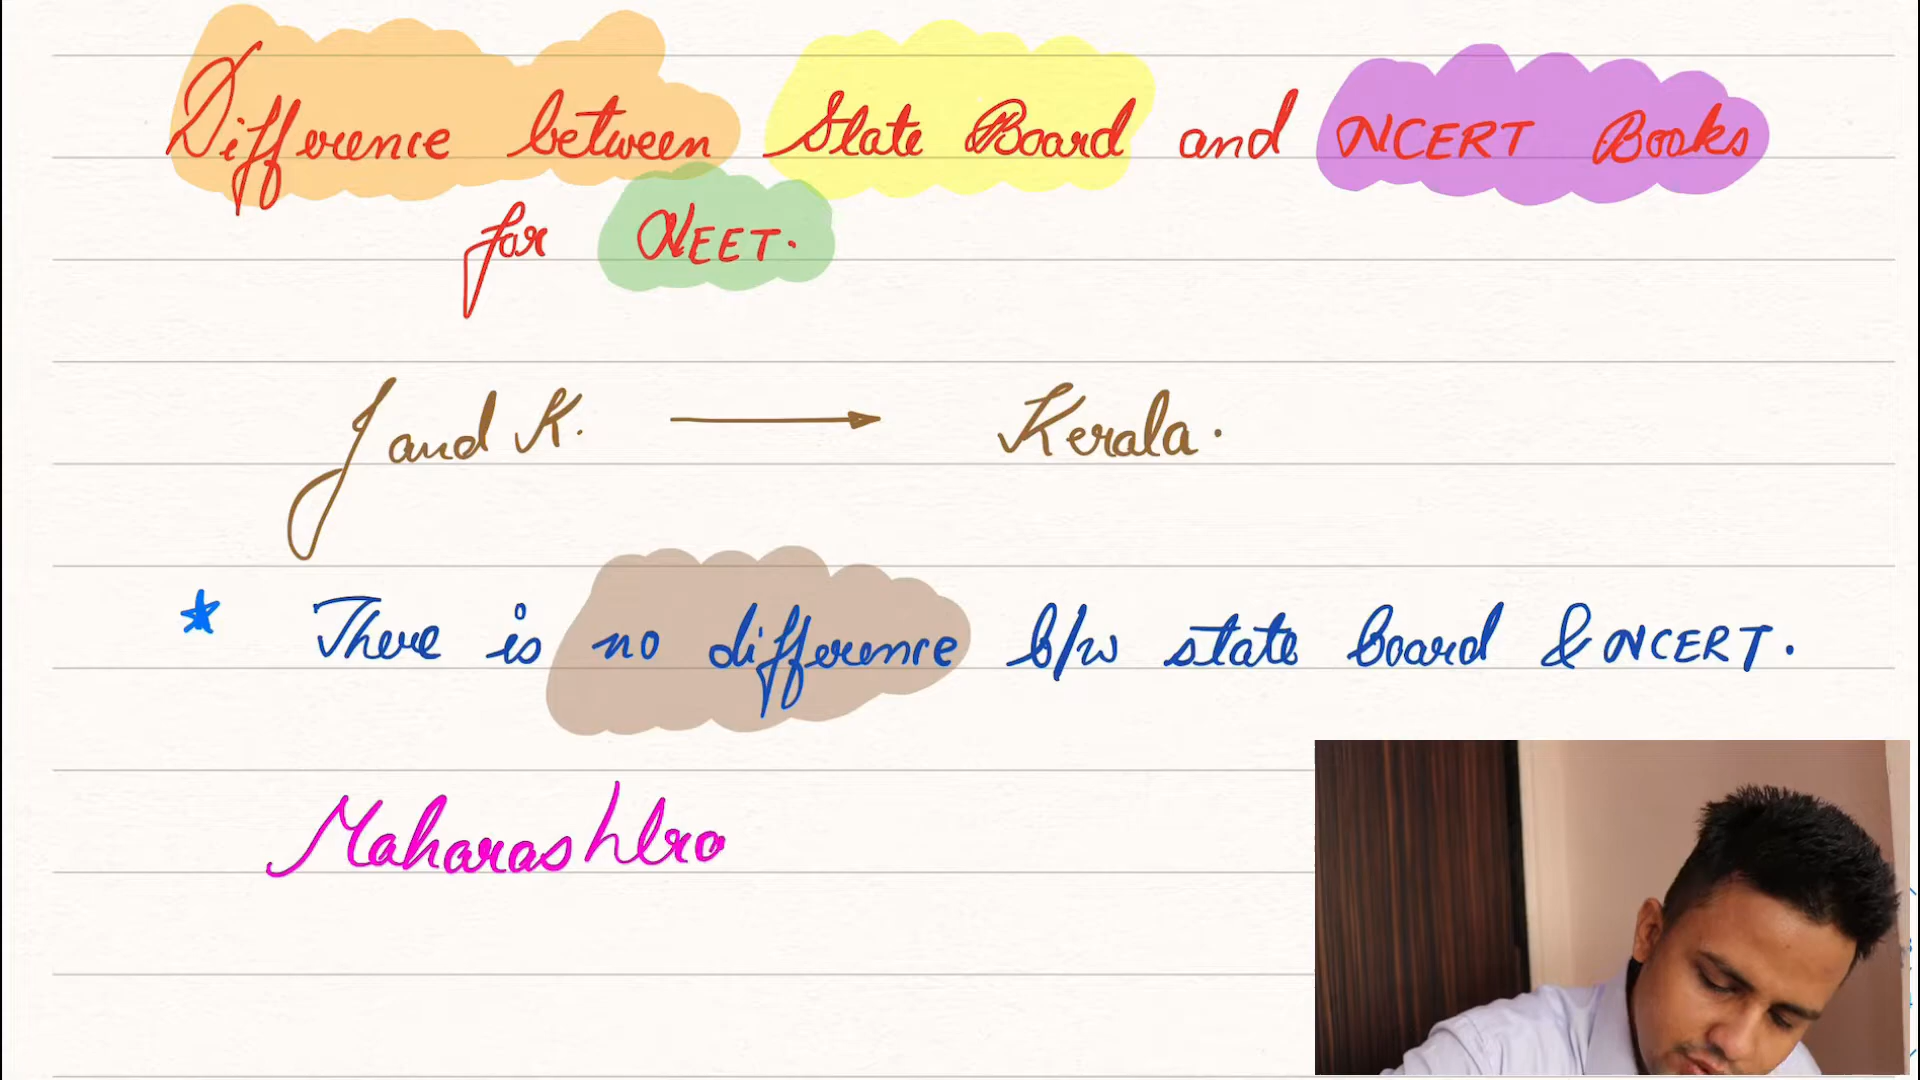 Difference between State Board and NCERT Books
for NEET.
J and K. → Kerala.
* There is no difference b/w state board & NCERT.
Maharashtra